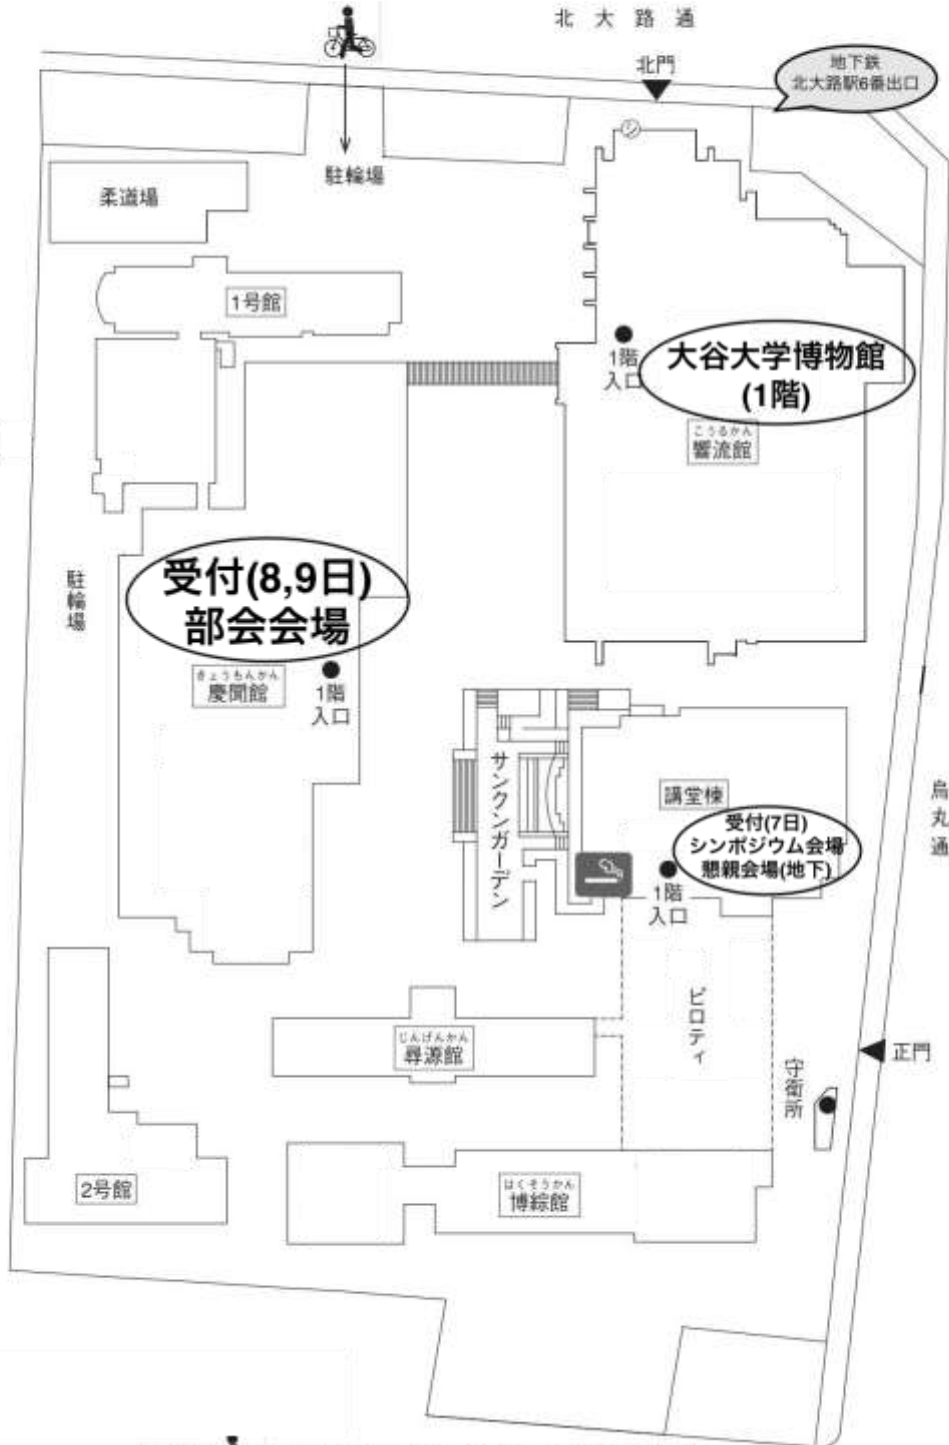 北大路通
北門
地下鉄
北大路駅6番出口
駐輪場
柔道場
1号館
1階
入口
大谷大学博物館
(1階)
こうるかん
響流館
受付(8,9日)
部会会場
駐輪場
きょうもんかん
慶聞館
1階
入口
サンクンガーデン
講堂棟
受付(7日)
シンポジウム会場
懇親会場(地下)
1階
入口
烏丸通
ピロティ
じんげんかん
尋源館
正門
守衛所
2号館
はくそうかん
博綜館